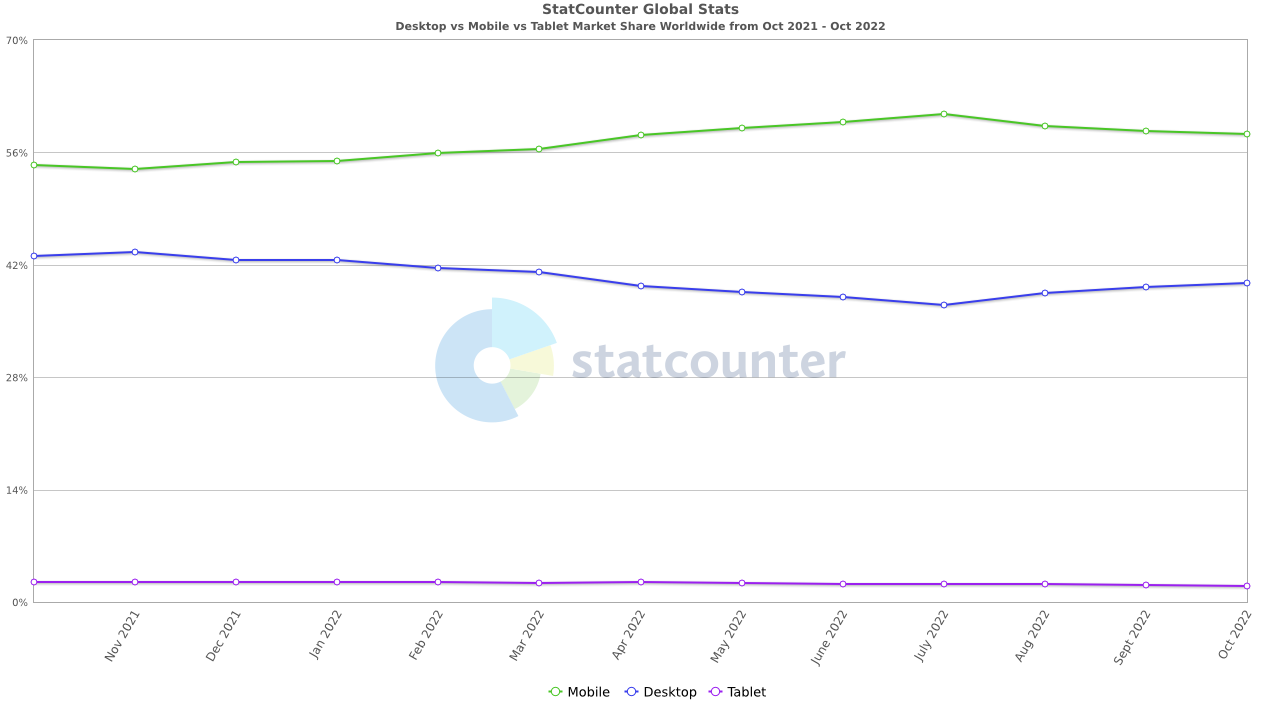 StatCounter Global Stats
Desktop vs Mobile vs Tablet Market Share Worldwide from Oct 2021 - Oct 2022
70%
56%
42%
28%
14%
0%
statcounter
Nov 2021
Dec 2021
Jan 2022
Feb 2022
Mar 2022
Apr 2022
May 2022
June 2022
July 2022
Aug 2022
Sept 2022
Oct 2022
Mobile Desktop Tablet